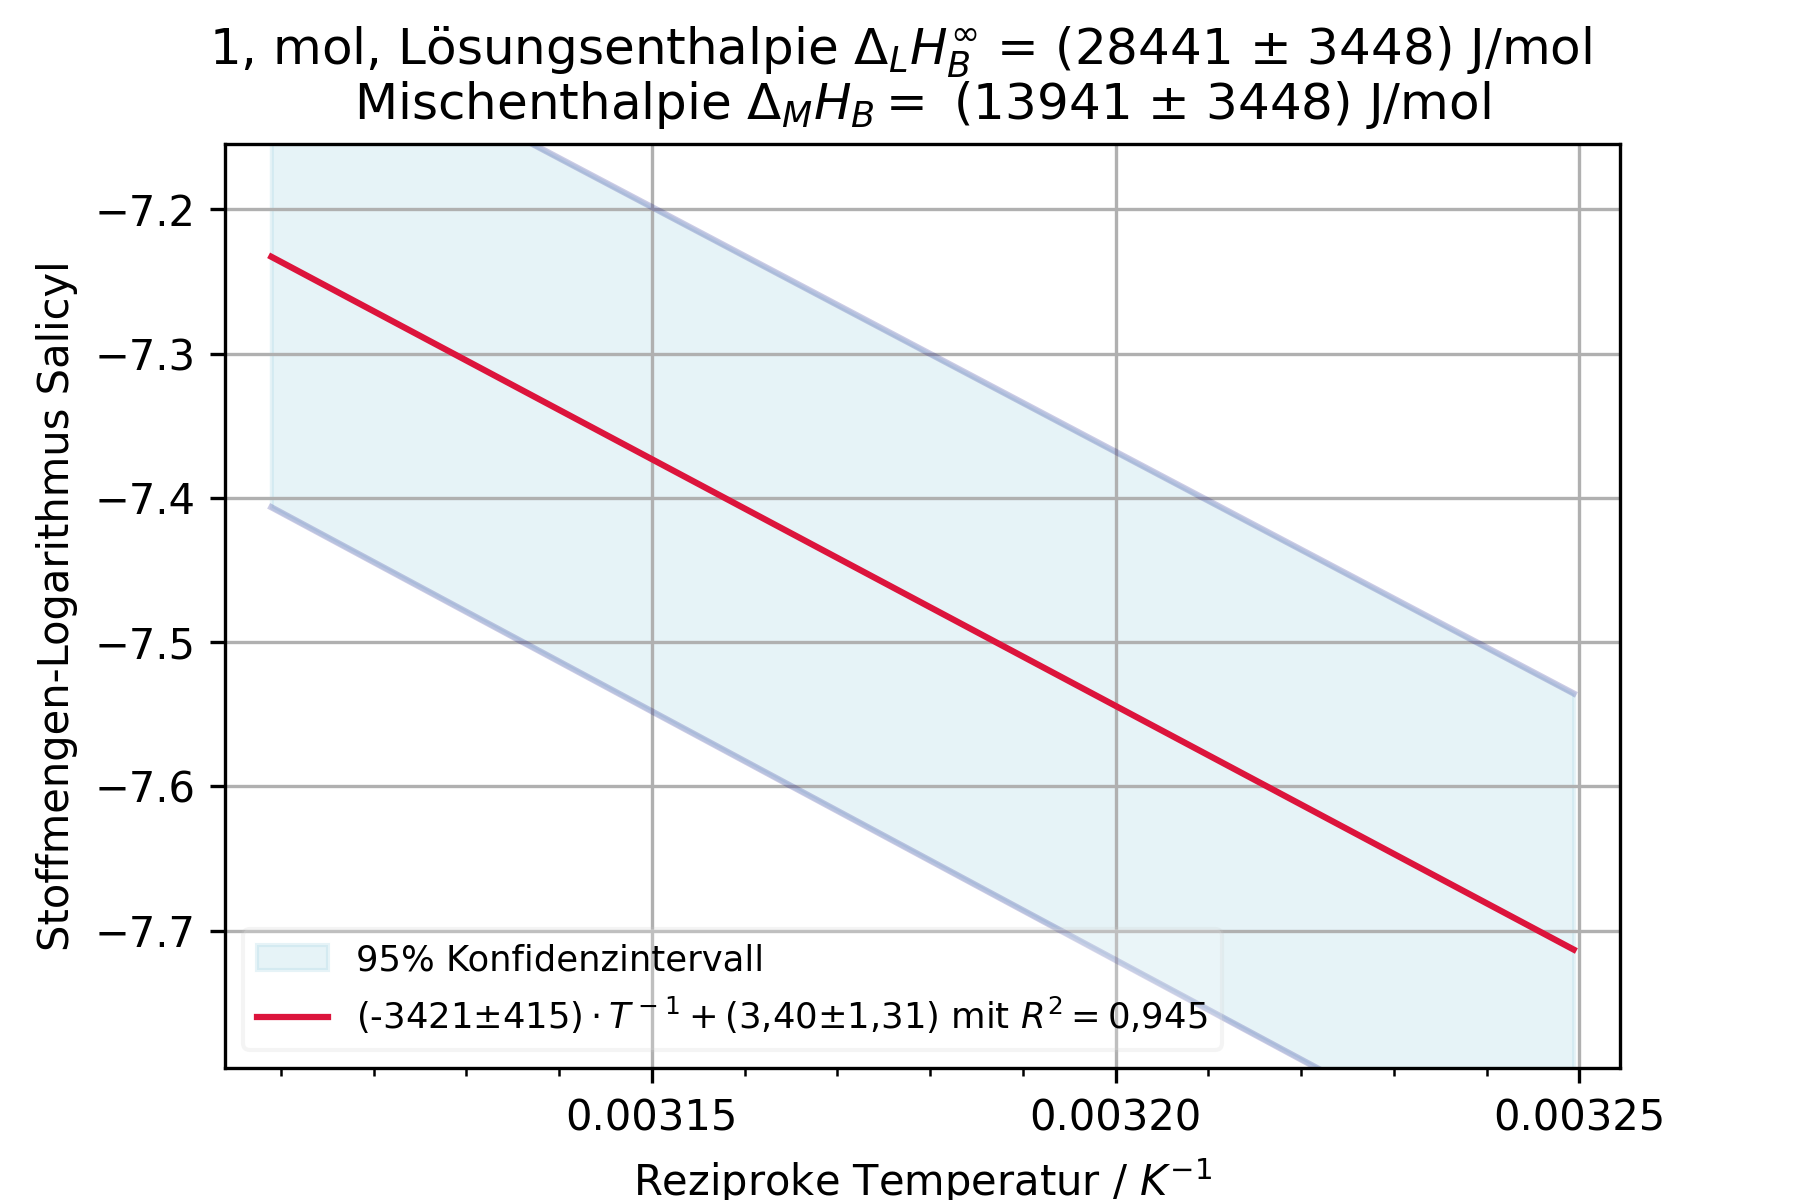 1, mol, Lösungsenthalpie Δ_L H_B^∞ = (28441 ± 3448) J/mol
Mischenthalpie Δ_M H_B = (13941 ± 3448) J/mol
Stoffmengen-Logarithmus Salicyl
−7.2
−7.3
−7.4
−7.5
−7.6
−7.7
95% Konfidenzintervall
(-3421±415) · T^−1 + (3,40±1,31) mit R^2 = 0,945
0.00315 0.00320 0.00325
Reziproke Temperatur / K^−1